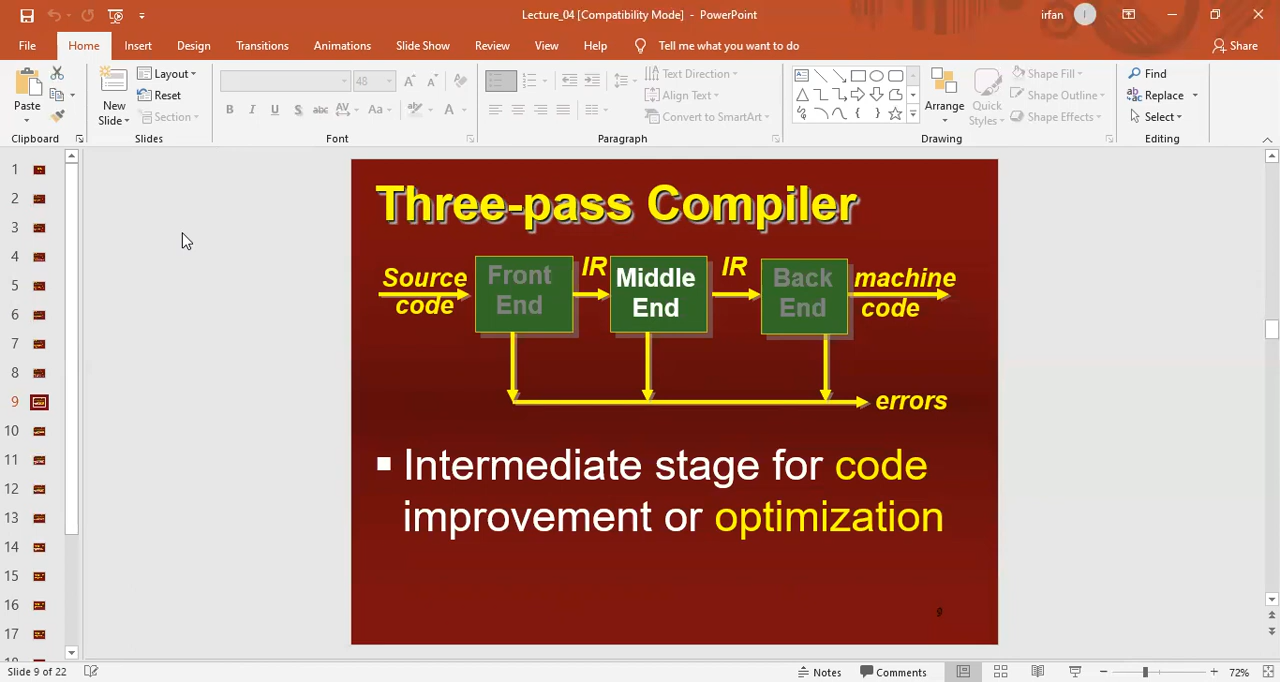 Lecture_04 [Compatibility Mode] - PowerPoint
irfan I
File Home Insert Design Transitions Animations Slide Show Review View Help Tell me what you want to do Share
Paste
New Slide
Layout
Reset
Section
48
B I U S abc AV Aa A
Text Direction
Align Text
Convert to SmartArt
Arrange
Quick Styles
Shape Fill
Shape Outline
Shape Effects
Find
Replace
Select
Clipboard Slides Font Paragraph Drawing Editing
1
2
3
4
5
6
7
8
9
10
11
12
13
14
15
16
17
Three-pass Compiler
Source code
Front End
IR
Middle End
IR
Back End
machine code
errors
Intermediate stage for code
improvement or optimization
9
Slide 9 of 22 Notes Comments 72%